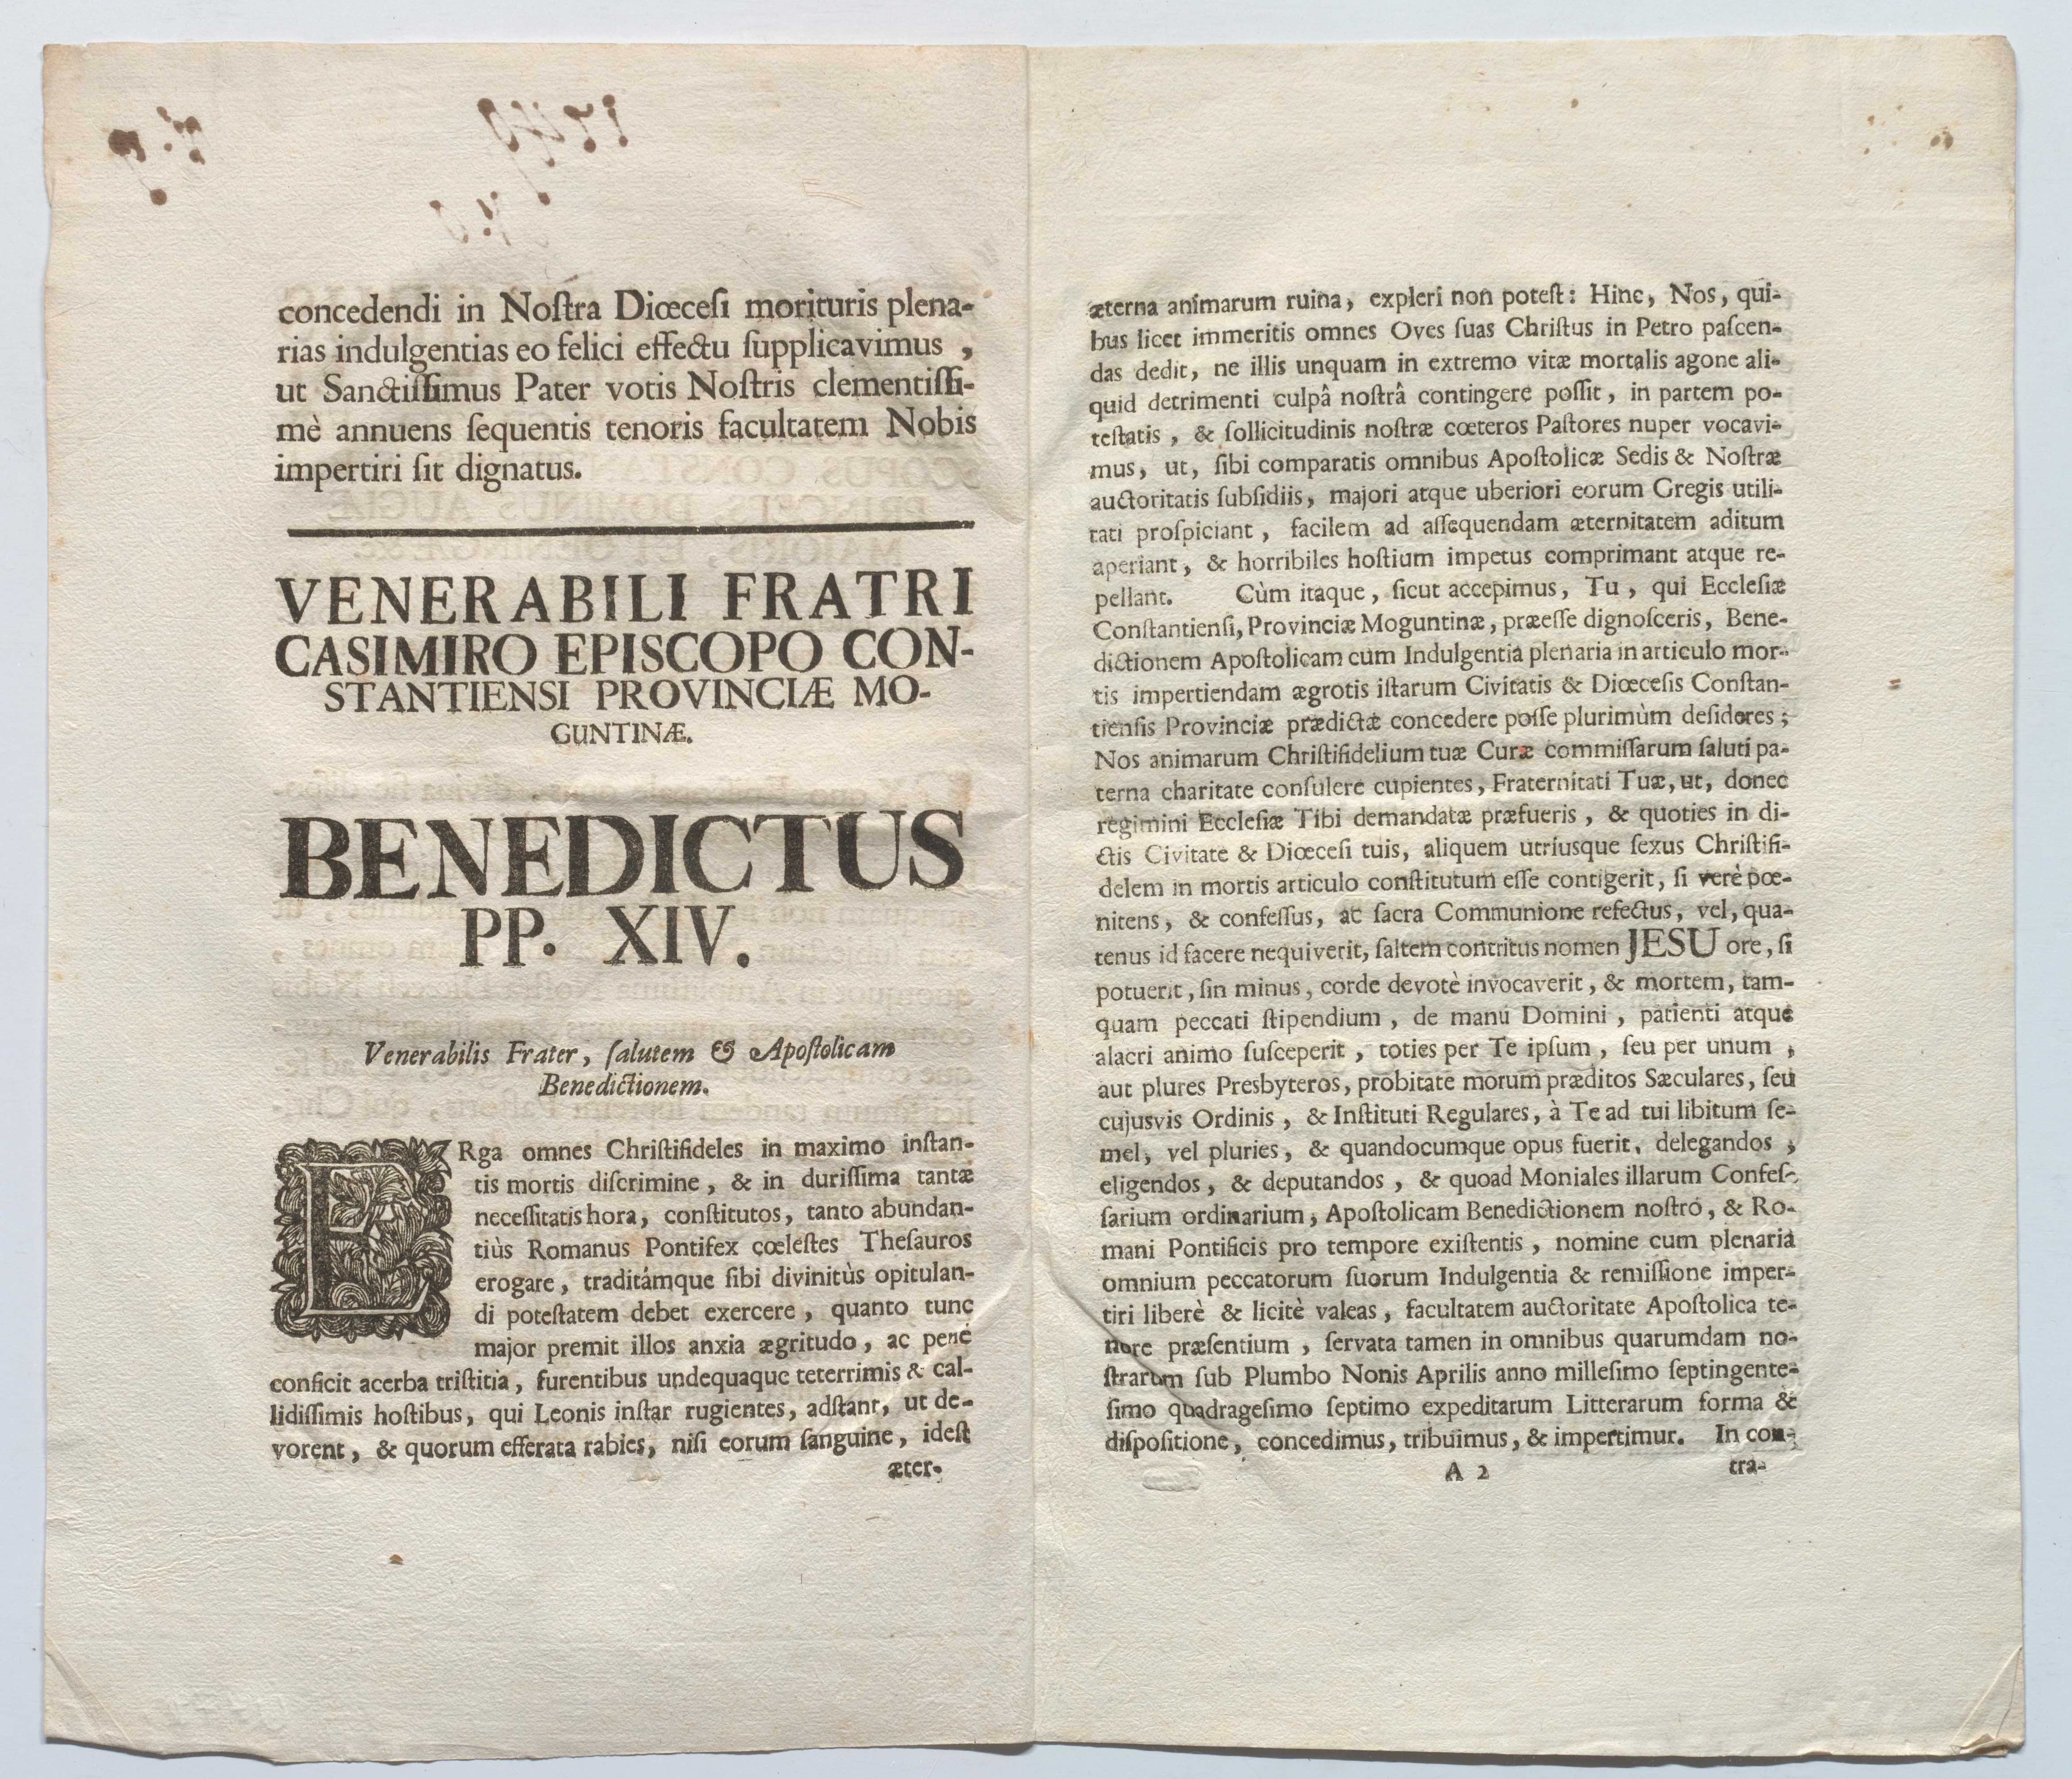 concedendi in Noſtra Diœceſi morituris plena-
rias indulgentias eo felici effectu ſupplicavimus ,
ut Sanctiſſimus Pater votis Noſtris clementiſſi-
mè annuens ſequentis tenoris facultatem Nobis
impertiri ſit dignatus.
VENERABILI FRATRI
CASIMIRO EPISCOPO CON-
STANTIENSI PROVINCIÆ MO-
GUNTINÆ.
BENEDICTUS
PP. XIV.
Venerabilis Frater, ſalutem & Apoſtolicam
Benedictionem.
ERga omnes Chriſtifideles in maximo inſtan-
tis mortis diſcrimine, & in duriſſima tantæ
neceſſitatis hora, conſtitutos, tanto abundan-
tiùs Romanus Pontifex cœleſtes Theſauros
erogare, traditámque ſibi divinitùs opitulan-
di poteſtatem debet exercere, quanto tunc
major premit illos anxia ægritudo, ac pené
conficit acerba triſtitia, furentibus undequaque teterrimis & cal-
lidiſſimis hoſtibus, qui Leonis inſtar rugientes, adſtant, ut de-
vorent, & quorum efferata rabies, niſi eorum ſanguine, ideſt
æter-
æterna animarum ruina, expleri non poteſt: Hinc, Nos, qui-
bus licet immeritis omnes Oves ſuas Chriſtus in Petro paſcen-
das dedit, ne illis unquam in extremo vitæ mortalis agone ali-
quid detrimenti culpâ noſtrâ contingere poſſit, in partem po-
teſtatis, & ſollicitudinis noſtræ cœteros Paſtores nuper vocavi-
mus, ut, ſibi comparatis omnibus Apoſtolicæ Sedis & Noſtræ
auctoritatis ſubſidiis, majori atque uberiori eorum Gregis utili-
tati proſpiciant, facilem ad aſſequendam æternitatem aditum
aperiant, & horribiles hoſtium impetus comprimant atque re-
pellant. Cùm itaque, ſicut accepimus, Tu, qui Eccleſiæ
Conſtantienſi, Provinciæ Moguntinæ, præeſſe dignoſceris, Bene-
dictionem Apoſtolicam cum Indulgentia plenaria in articulo mor-
tis impertiendam ægrotis iſtarum Civitatis & Diœceſis Conſtan-
tienſis Provinciæ prædictæ concedere poſſe plurimùm deſideres;
Nos animarum Chriſtifidelium tuæ Curæ commiſſarum ſaluti pa-
terna charitate conſulere cupientes, Fraternitati Tuæ, ut, donec
regimini Eccleſiæ Tibi demandatæ præfueris, & quoties in di-
ctis Civitate & Diœceſi tuis, aliquem utriusque ſexus Chriſtifi-
delem in mortis articulo conſtitutum eſſe contigerit, ſi verè pœ-
nitens, & confeſſus, ac ſacra Communione refectus, vel, qua-
tenus id facere nequiverit, ſaltem contritus nomen JESU ore, ſi
potuerit, ſin minus, corde devotè invocaverit, & mortem, tam-
quam peccati ſtipendium, de manu Domini, patienti atque
alacri animo ſuſceperit, toties per Te ipſum, ſeu per unum,
aut plures Presbyteros, probitate morum præditos Sæculares, ſeu
cujusvis Ordinis, & Inſtituti Regulares, à Te ad tui libitum ſe-
mel, vel pluries, & quandocumque opus fuerit, delegandos,
eligendos, & deputandos, & quoad Moniales illarum Confeſ-
ſarium ordinarium, Apoſtolicam Benedictionem noſtro, & Ro-
mani Pontificis pro tempore exiſtentis, nomine cum plenaria
omnium peccatorum ſuorum Indulgentia & remiſſione imper-
tiri liberè & licitè valeas, facultatem auctoritate Apoſtolica te-
nore præſentium, ſervata tamen in omnibus quarumdam no-
ſtrarum ſub Plumbo Nonis Aprilis anno milleſimo ſeptingente-
ſimo quadrageſimo ſeptimo expeditarum Litterarum forma &
diſpoſitione, concedimus, tribuimus, & impertimur. In con-
A 2
tra-